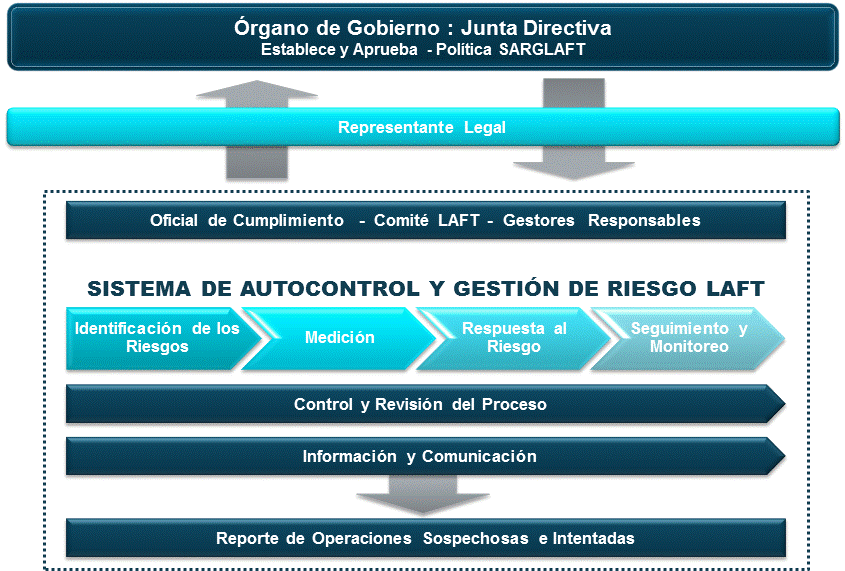 Órgano de Gobierno : Junta Directiva
Establece y Aprueba - Política SARGLAFT
Representante Legal
Oficial de Cumplimiento - Comité LAFT - Gestores Responsables
SISTEMA DE AUTOCONTROL Y GESTIÓN DE RIESGO LAFT
Identificación de los
Riesgos
Medición
Respuesta al
Riesgo
Seguimiento y
Monitoreo
Control y Revisión del Proceso
Información y Comunicación
Reporte de Operaciones Sospechosas e Intentadas